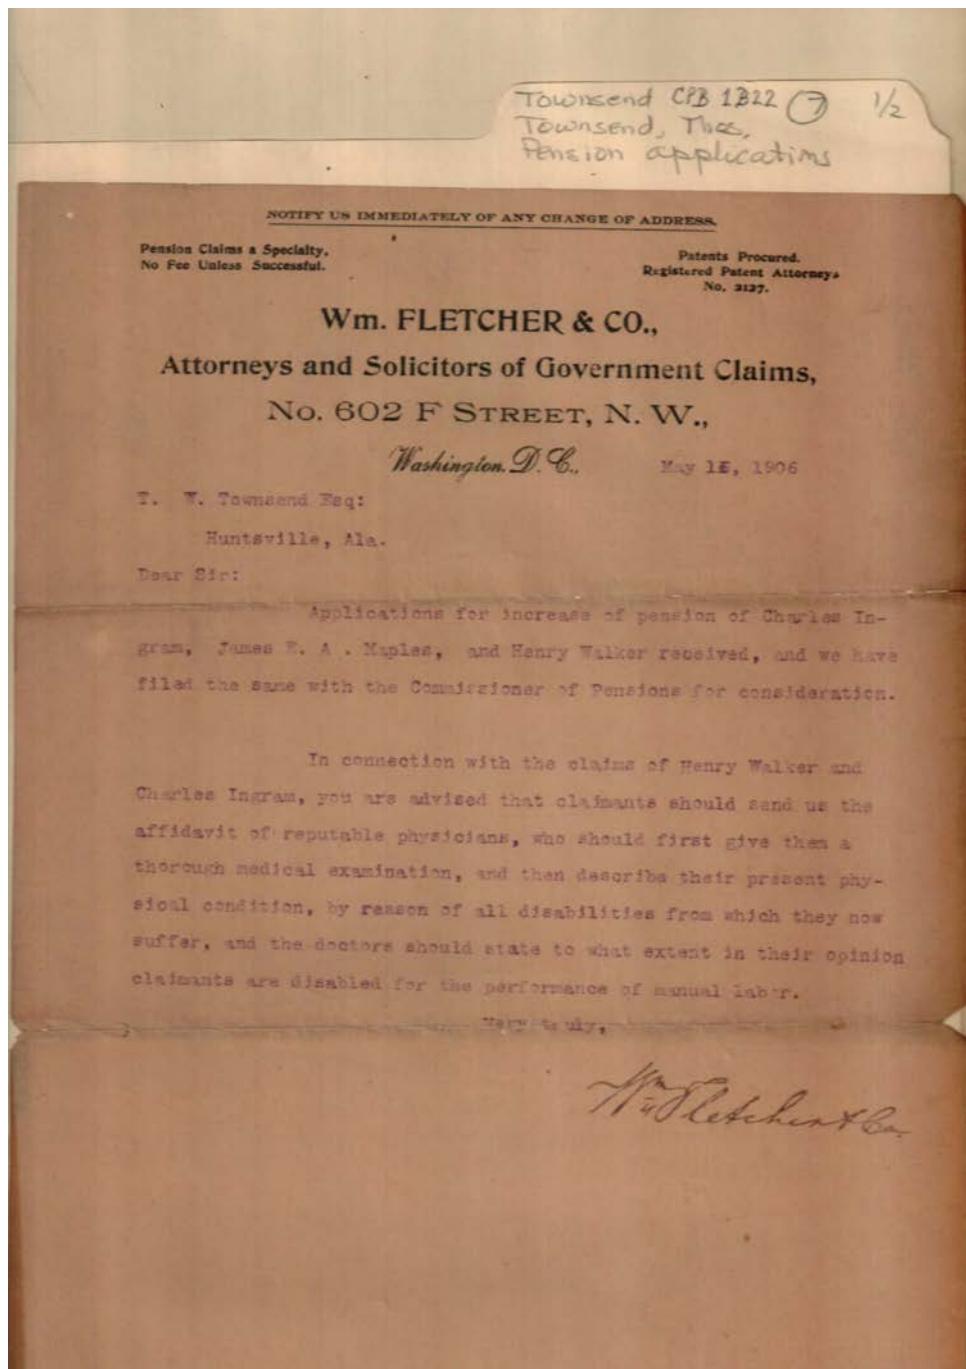 Townsend CPB 1322 7 1/2
Townsend, Thos,
Pension applications
NOTIFY US IMMEDIATELY OF ANY CHANGE OF ADDRESS.
Pension Claims a Specialty,
No Fee Unless Successful.
Patents Procured.
Registered Patent Attorneys
No. 2127.
Wm. FLETCHER & CO.,
Attorneys and Solicitors of Government Claims,
No. 602 F STREET, N. W.,
Washington, D. C., May 15, 1906
T. W. Townsend Esq:
Huntsville, Ala.
Dear Sir:
Applications for increase of pension of Charles In-
gram, James E. A . Maples, and Henry Walker received, and we have
filed the same with the Commissioner of Pensions for consideration.
In connection with the claims of Henry Walker and
Charles Ingram, you are advised that claimants should send us the
affidavit of reputable physicians, who should first give them a
thorough medical examination, and then describe their present phy-
sical condition, by reason of all disabilities from which they now
suffer, and the doctors should state to what extent in their opinion
claimants are disabled for the performance of manual labor.
Very truly,
Wm Fletcher & Co.